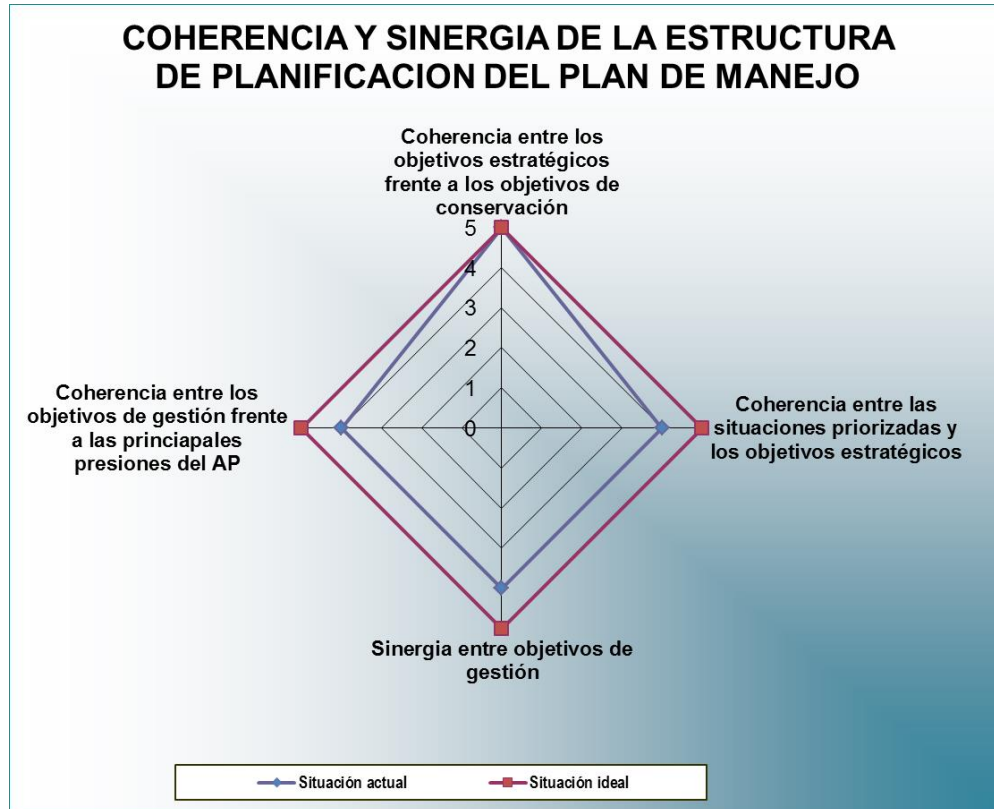 COHERENCIA Y SINERGIA DE LA ESTRUCTURA
DE PLANIFICACION DEL PLAN DE MANEJO
Coherencia entre los
objetivos estratégicos
frente a los objetivos de
conservación
5
4
3
2
1
0
Coherencia entre los
objetivos de gestión frente
a las princiapales
presiones del AP
Coherencia entre las
situaciones priorizadas y
los objetivos estratégicos
Sinergia entre objetivos de
gestión
Situación actual
Situación ideal